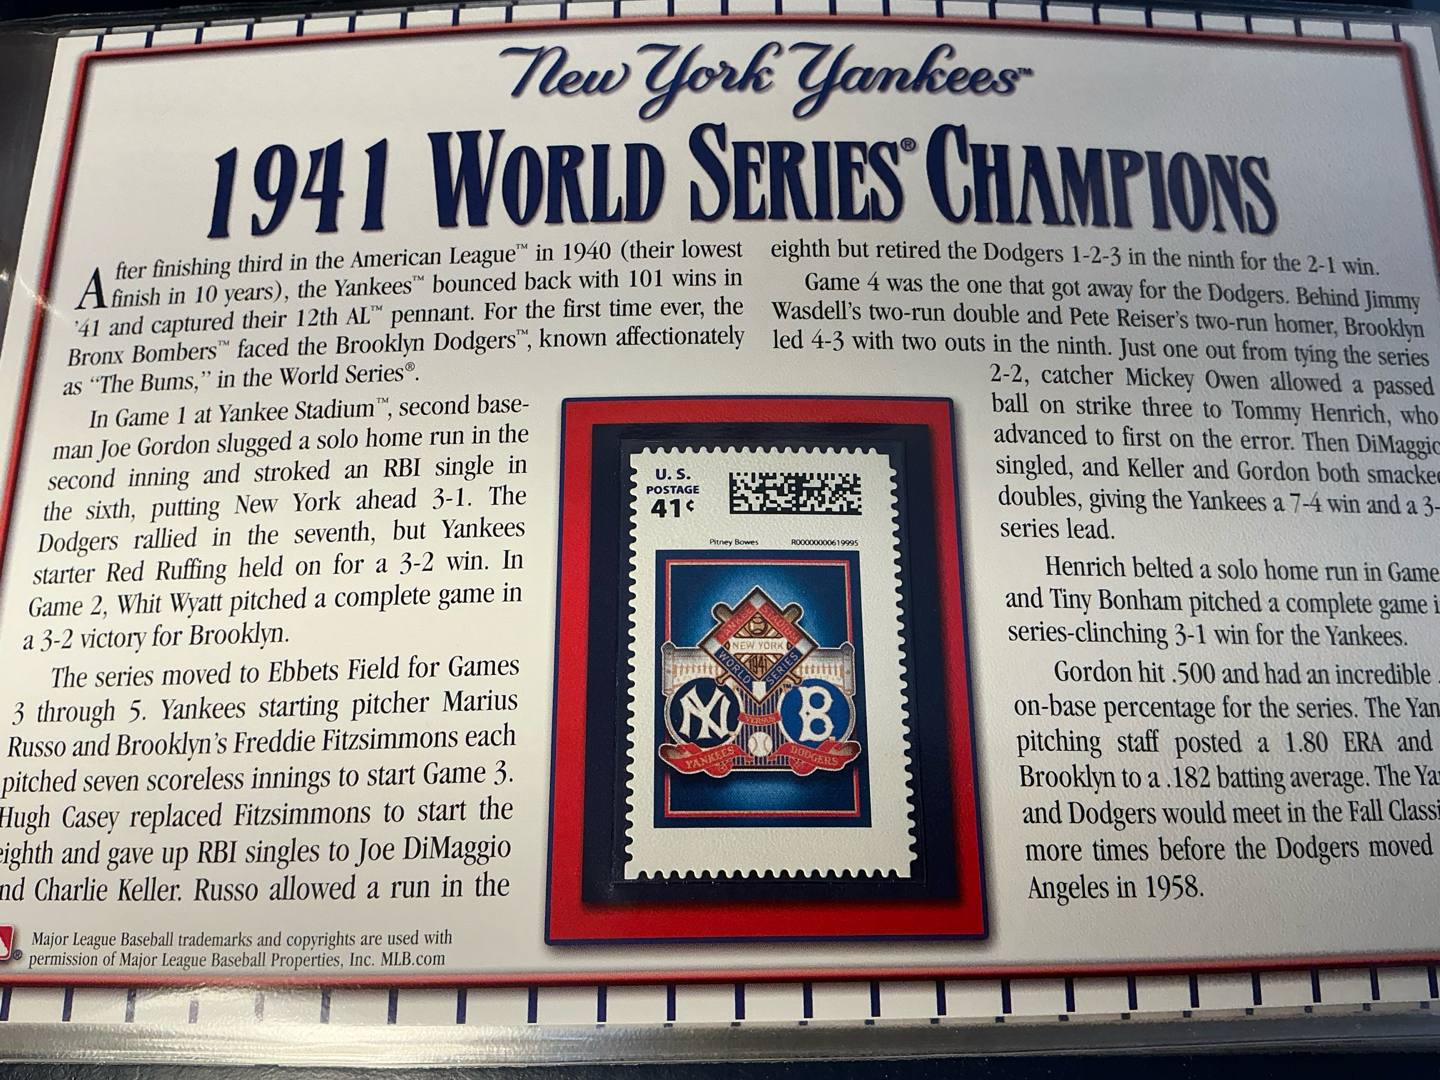 New York Yankees™
1941 WORLD SERIES® CHAMPIONS
After finishing third in the American League™ in 1940 (their lowest
finish in 10 years), the Yankees™ bounced back with 101 wins in
'41 and captured their 12th AL™ pennant. For the first time ever, the
Bronx Bombers™ faced the Brooklyn Dodgers™, known affectionately
as “The Bums,” in the World Series®.
In Game 1 at Yankee Stadium™, second base-
man Joe Gordon slugged a solo home run in the
second inning and stroked an RBI single in
the sixth, putting New York ahead 3-1. The
Dodgers rallied in the seventh, but Yankees
starter Red Ruffing held on for a 3-2 win. In
Game 2, Whit Wyatt pitched a complete game in
a 3-2 victory for Brooklyn.
The series moved to Ebbets Field for Games
3 through 5. Yankees starting pitcher Marius
Russo and Brooklyn's Freddie Fitzsimmons each
pitched seven scoreless innings to start Game 3.
Hugh Casey replaced Fitzsimmons to start the
eighth and gave up RBI singles to Joe DiMaggio
nd Charlie Keller. Russo allowed a run in the
eighth but retired the Dodgers 1-2-3 in the ninth for the 2-1 win.
Game 4 was the one that got away for the Dodgers. Behind Jimmy
Wasdell's two-run double and Pete Reiser's two-run homer, Brooklyn
led 4-3 with two outs in the ninth. Just one out from tying the series
2-2, catcher Mickey Owen allowed a passed
ball on strike three to Tommy Henrich, who
advanced to first on the error. Then DiMaggio
singled, and Keller and Gordon both smacked
doubles, giving the Yankees a 7-4 win and a 3-
series lead.
Henrich belted a solo home run in Game
and Tiny Bonham pitched a complete game i
series-clinching 3-1 win for the Yankees.
Gordon hit .500 and had an incredible .
on-base percentage for the series. The Yan
pitching staff posted a 1.80 ERA and
Brooklyn to a .182 batting average. The Ya
and Dodgers would meet in the Fall Classi
more times before the Dodgers moved
Angeles in 1958.
U.S.
POSTAGE
41¢
Pitney Bowes R00000000619995
NEW YORK
1941
WORLD SERIES
NY
VERSUS
B
YANKEES DODGERS
® Major League Baseball trademarks and copyrights are used with
permission of Major League Baseball Properties, Inc. MLB.com